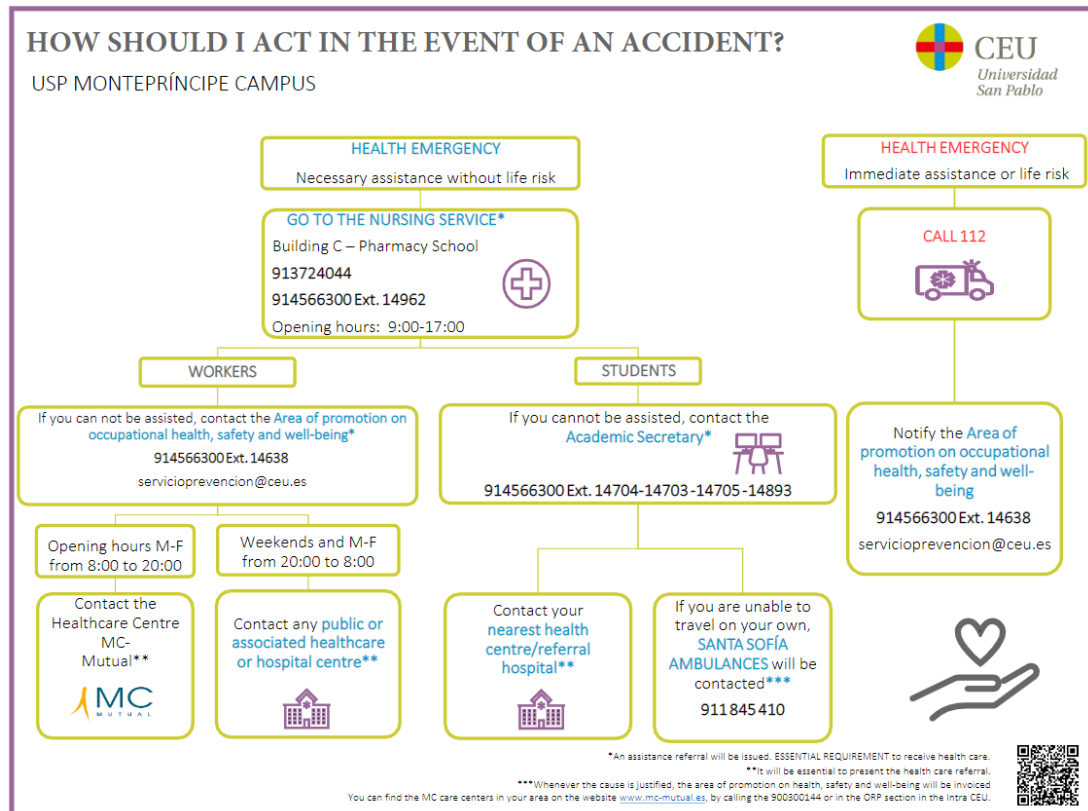 HOW SHOULD I ACT IN THE EVENT OF AN ACCIDENT?
USP MONTEPRÍNCIPE CAMPUS
CEU
Universidad
San Pablo
HEALTH EMERGENCY
Necessary assistance without life risk
GO TO THE NURSING SERVICE*
Building C – Pharmacy School
913724044
914566300 Ext. 14962
Opening hours: 9:00-17:00
HEALTH EMERGENCY
Immediate assistance or life risk
CALL 112
WORKERS
If you can not be assisted, contact the Area of promotion on
occupational health, safety and well-being*
914566300 Ext. 14638
servicioprevencion@ceu.es
Opening hours M-F
from 8:00 to 20:00
Weekends and M-F
from 20:00 to 8:00
Contact the
Healthcare Centre
MC-
Mutual**
MC
MUTUAL
Contact any public or
associated healthcare
or hospital centre**
STUDENTS
If you cannot be assisted, contact the
Academic Secretary*
914566300 Ext. 14704-14703 -14705 -14893
Contact your
nearest health
centre/referral
hospital**
If you are unable to
travel on your own,
SANTA SOFÍA
AMBULANCES will be
contacted***
911 845 410
Notify the Area of
promotion on occupational
health, safety and well-
being
914566300 Ext. 14638
servicioprevencion@ceu.es
*An assistance referral will be issued. ESSENTIAL REQUIREMENT to receive health care.
**It will be essential to present the health care referral.
***Whenever the cause is justified, the area of promotion on health, safety and well-being will be invoiced
You can find the MC care centers in your area on the website www.mc-mutual.es, by calling the 900300144 or in the ORP section in the Intra CEU.